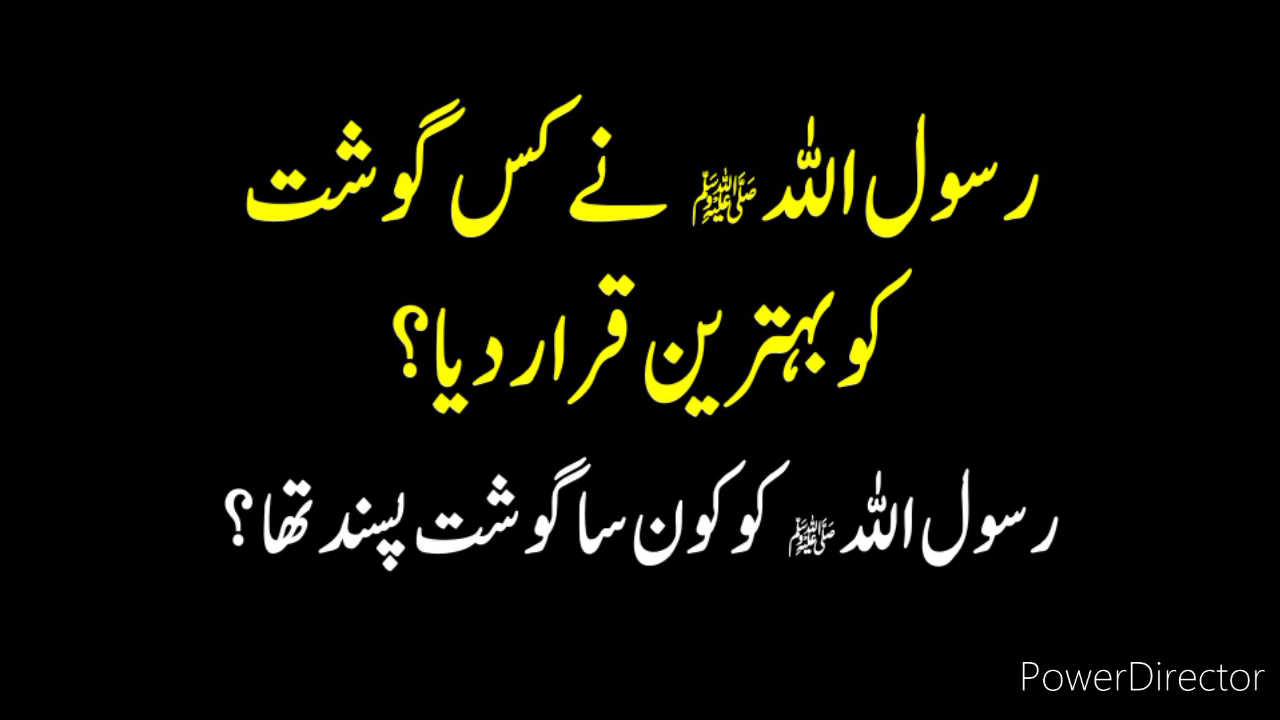 رسول اللہ ﷺ نے کس گوشت
کو بہترین قرار دیا؟
رسول اللہ ﷺ کو کون سا گوشت پسند تھا؟
PowerDirector